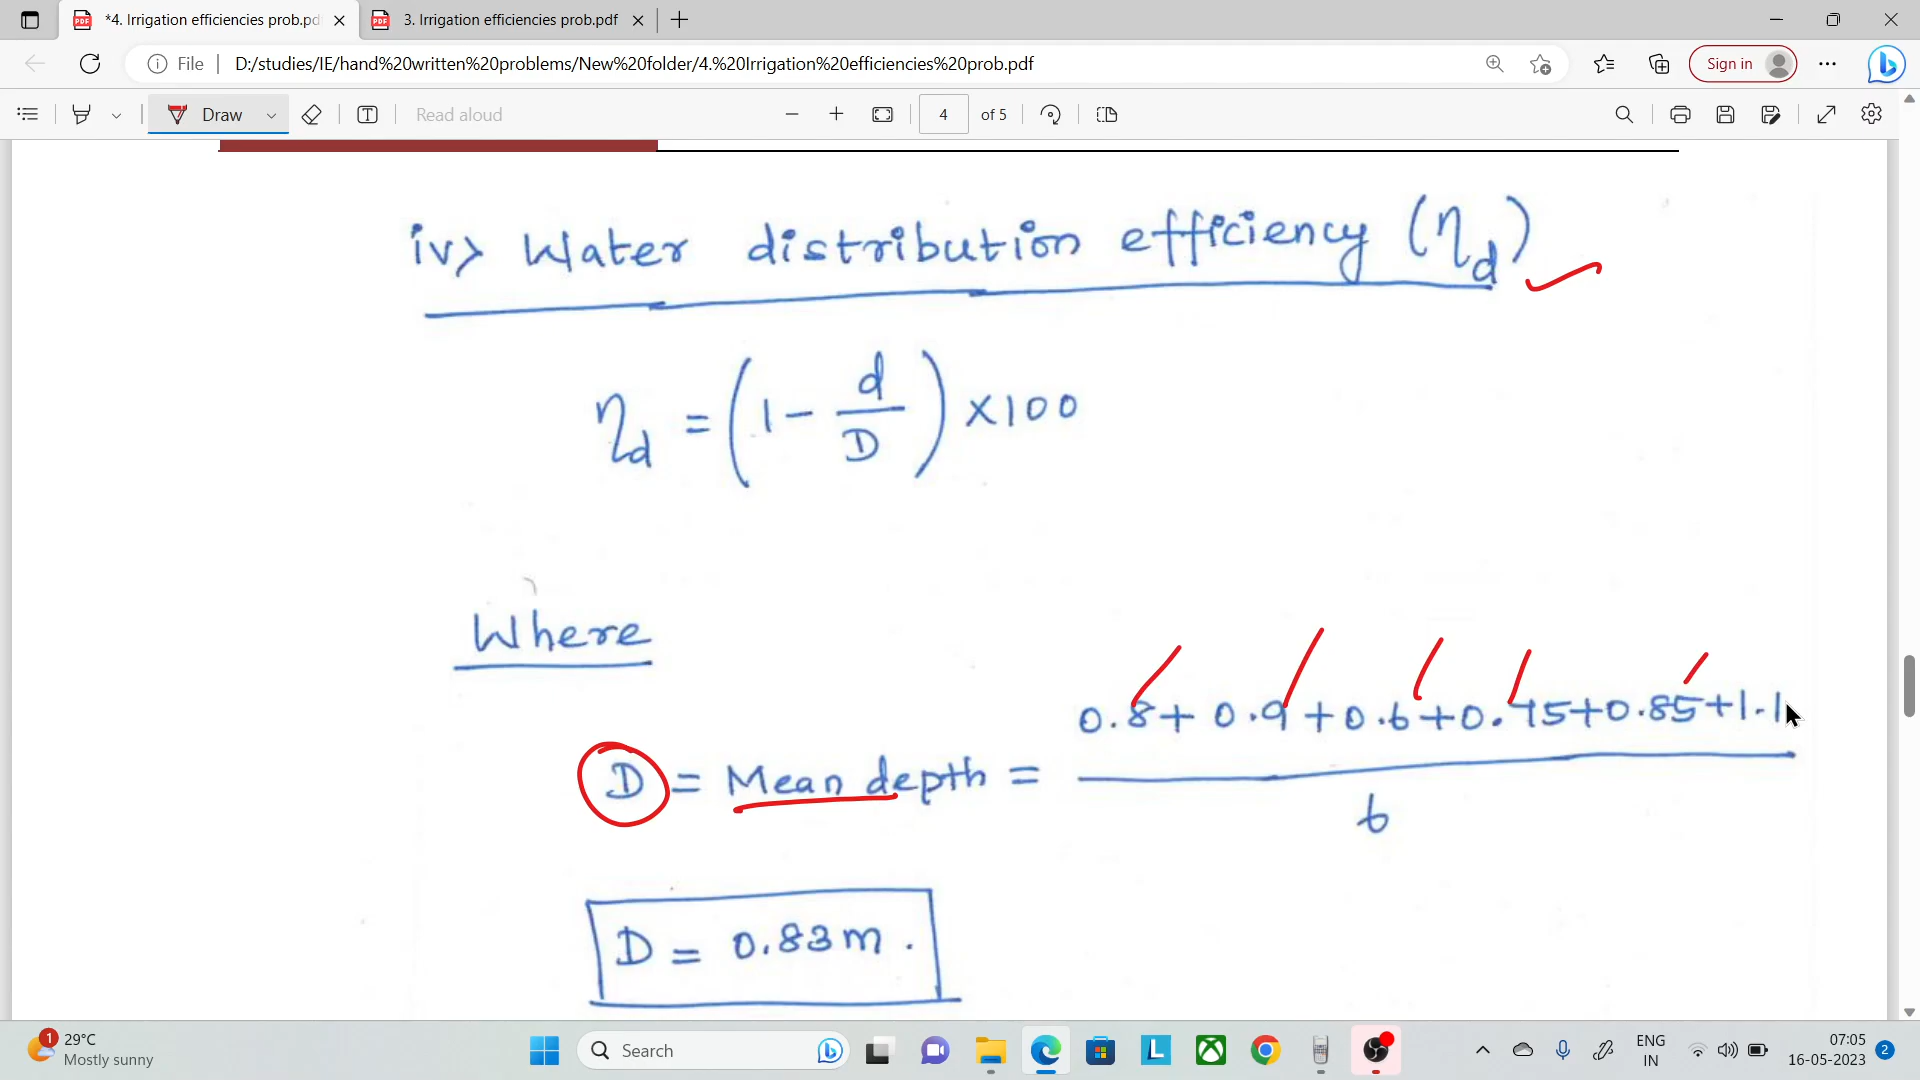 *4. Irrigation efficiencies prob.pd
3. Irrigation efficiencies prob.pdf
File
D:/studies/IE/hand%20written%20problems/New%20folder/4.%20Irrigation%20efficiencies%20prob.pdf
Sign in
Draw
Read aloud
4 of 5
iv> Water distribution efficiency (ηd)
ηd = (1 - d/D) x100
Where
D = Mean depth = 0.8+0.9+0.6+0.75+0.85+1.1 / 6
D = 0.83m.
1
29°C
Mostly sunny
Search
ENG
IN
07:05
16-05-2023
2